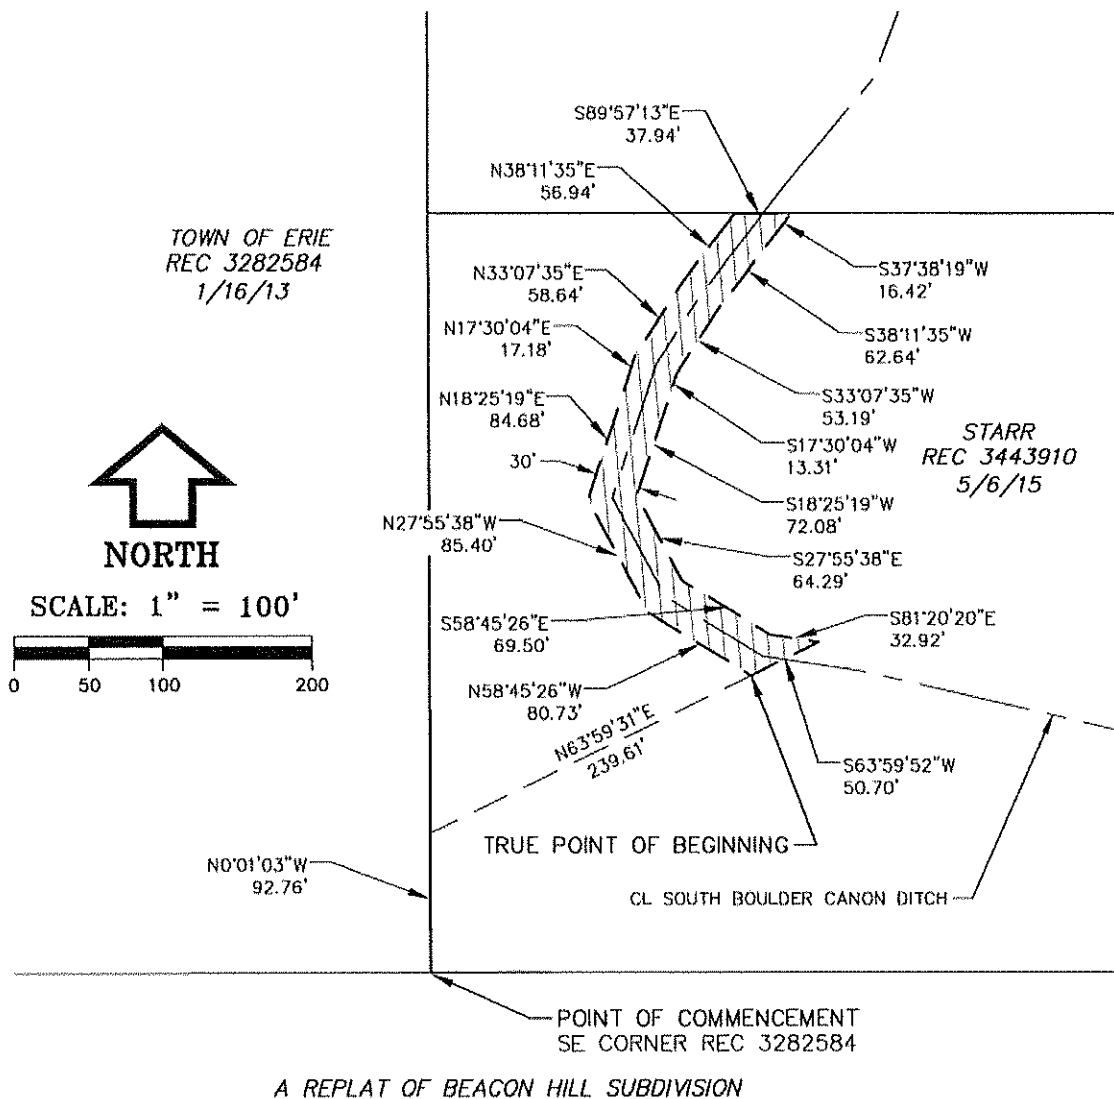 S89°57'13"E
37.94'
N38°11'35"E
56.94'
TOWN OF ERIE
REC 3282584
1/16/13
N33°07'35"E
58.64'
S37°38'19"W
16.42'
N17°30'04"E
17.18'
S38°11'35"W
62.64'
N18°25'19"E
84.68'
S33°07'35"W
53.19'
STARR
REC 3443910
5/6/15
S17°30'04"W
13.31'
30'
S18°25'19"W
72.08'
N27°55'38"W
85.40'
NORTH
S27°55'38"E
64.29'
SCALE: 1" = 100'
0 50 100 200
S58°45'26"E
69.50'
S81°20'20"E
32.92'
N58°45'26"W
80.73'
N63°59'31"E
239.61'
S63°59'52"W
50.70'
TRUE POINT OF BEGINNING
N0°01'03"W
92.76'
CL SOUTH BOULDER CANON DITCH
POINT OF COMMENCEMENT
SE CORNER REC 3282584
A REPLAT OF BEACON HILL SUBDIVISION